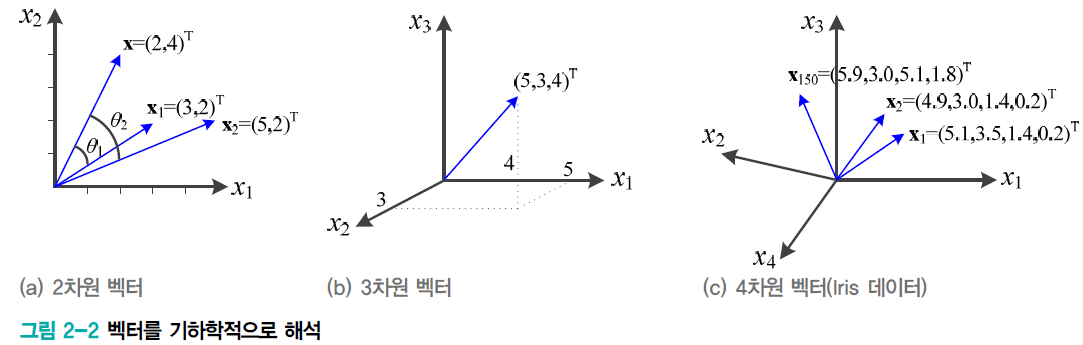 x₂
x=(2,4)ᵀ
x₁=(3,2)ᵀ
θ₂
x₂=(5,2)ᵀ
θ₁
x₁
(a) 2차원 벡터
x₃
(5,3,4)ᵀ
4
5
x₁
3
x₂
(b) 3차원 벡터
x₃
x₁₅₀=(5.9,3.0,5.1,1.8)ᵀ
x₂=(4.9,3.0,1.4,0.2)ᵀ
x₂
x₁=(5.1,3.5,1.4,0.2)ᵀ
x₁
x₄
(c) 4차원 벡터(Iris 데이터)
그림 2-2 벡터를 기하학적으로 해석